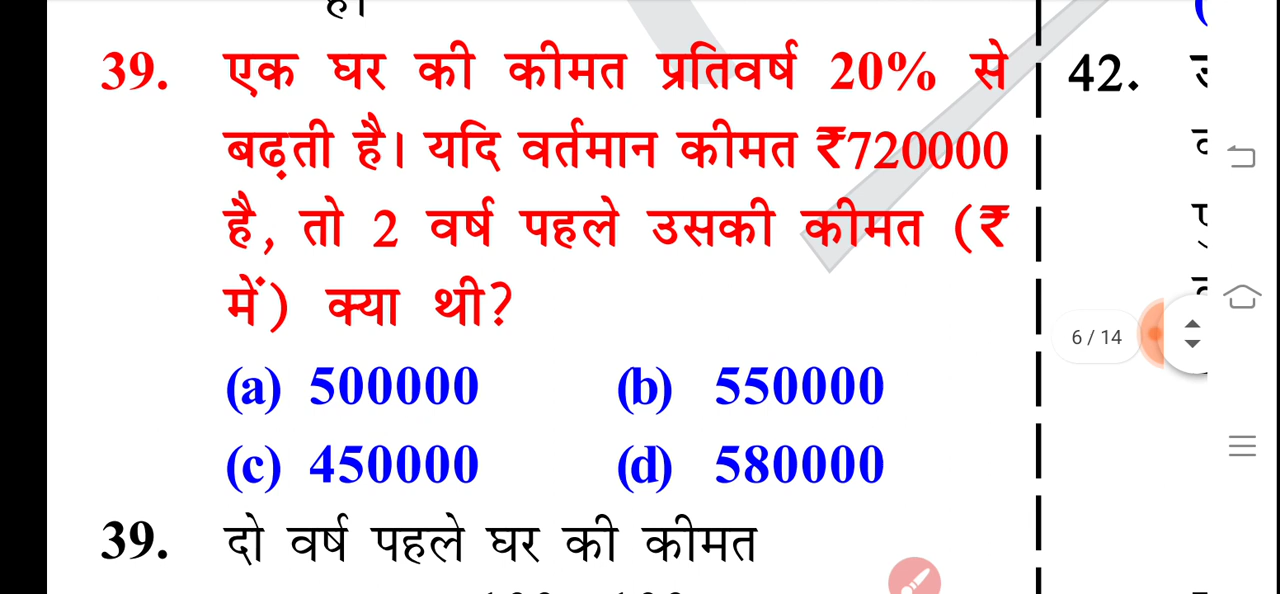 39. एक घर की कीमत प्रतिवर्ष 20% से
बढ़ती है। यदि वर्तमान कीमत ₹720000
है, तो 2 वर्ष पहले उसकी कीमत (₹
में) क्या थी?
(a) 500000 (b) 550000
(c) 450000 (d) 580000
39. दो वर्ष पहले घर की कीमत
42.
6 / 14